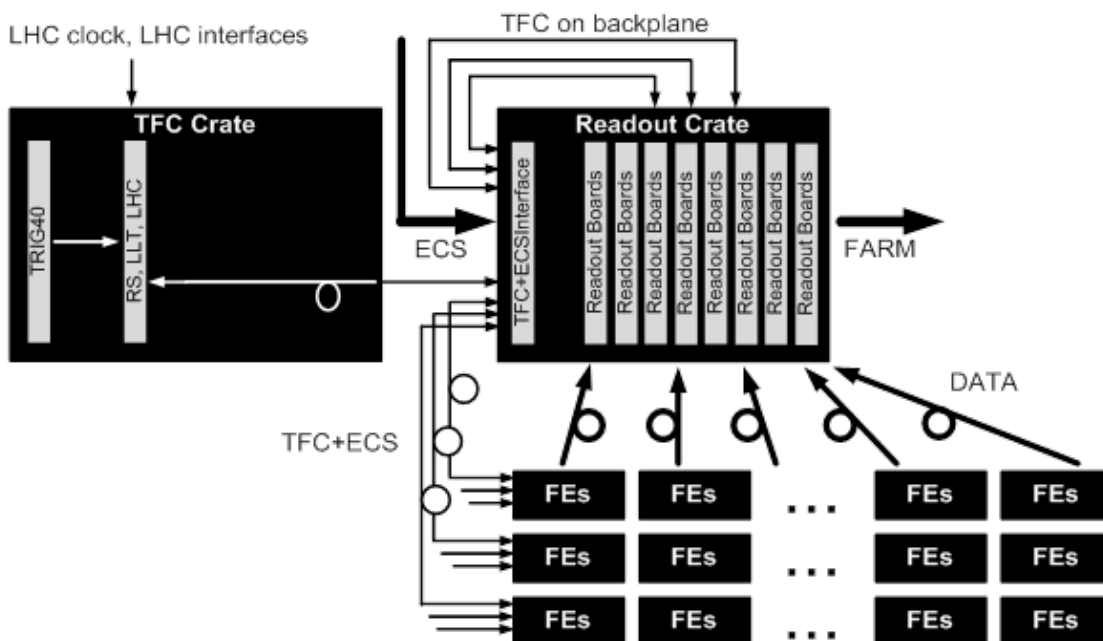 LHC clock, LHC interfaces
TFC on backplane
TFC Crate
Readout Crate
TRIG40
RS, LLT, LHC
TFC+ECSInterface
Readout Boards
Readout Boards
Readout Boards
Readout Boards
Readout Boards
Readout Boards
Readout Boards
Readout Boards
ECS
FARM
DATA
TFC+ECS
FEs
FEs
...
FEs
FEs
FEs
FEs
...
FEs
FEs
FEs
FEs
...
FEs
FEs